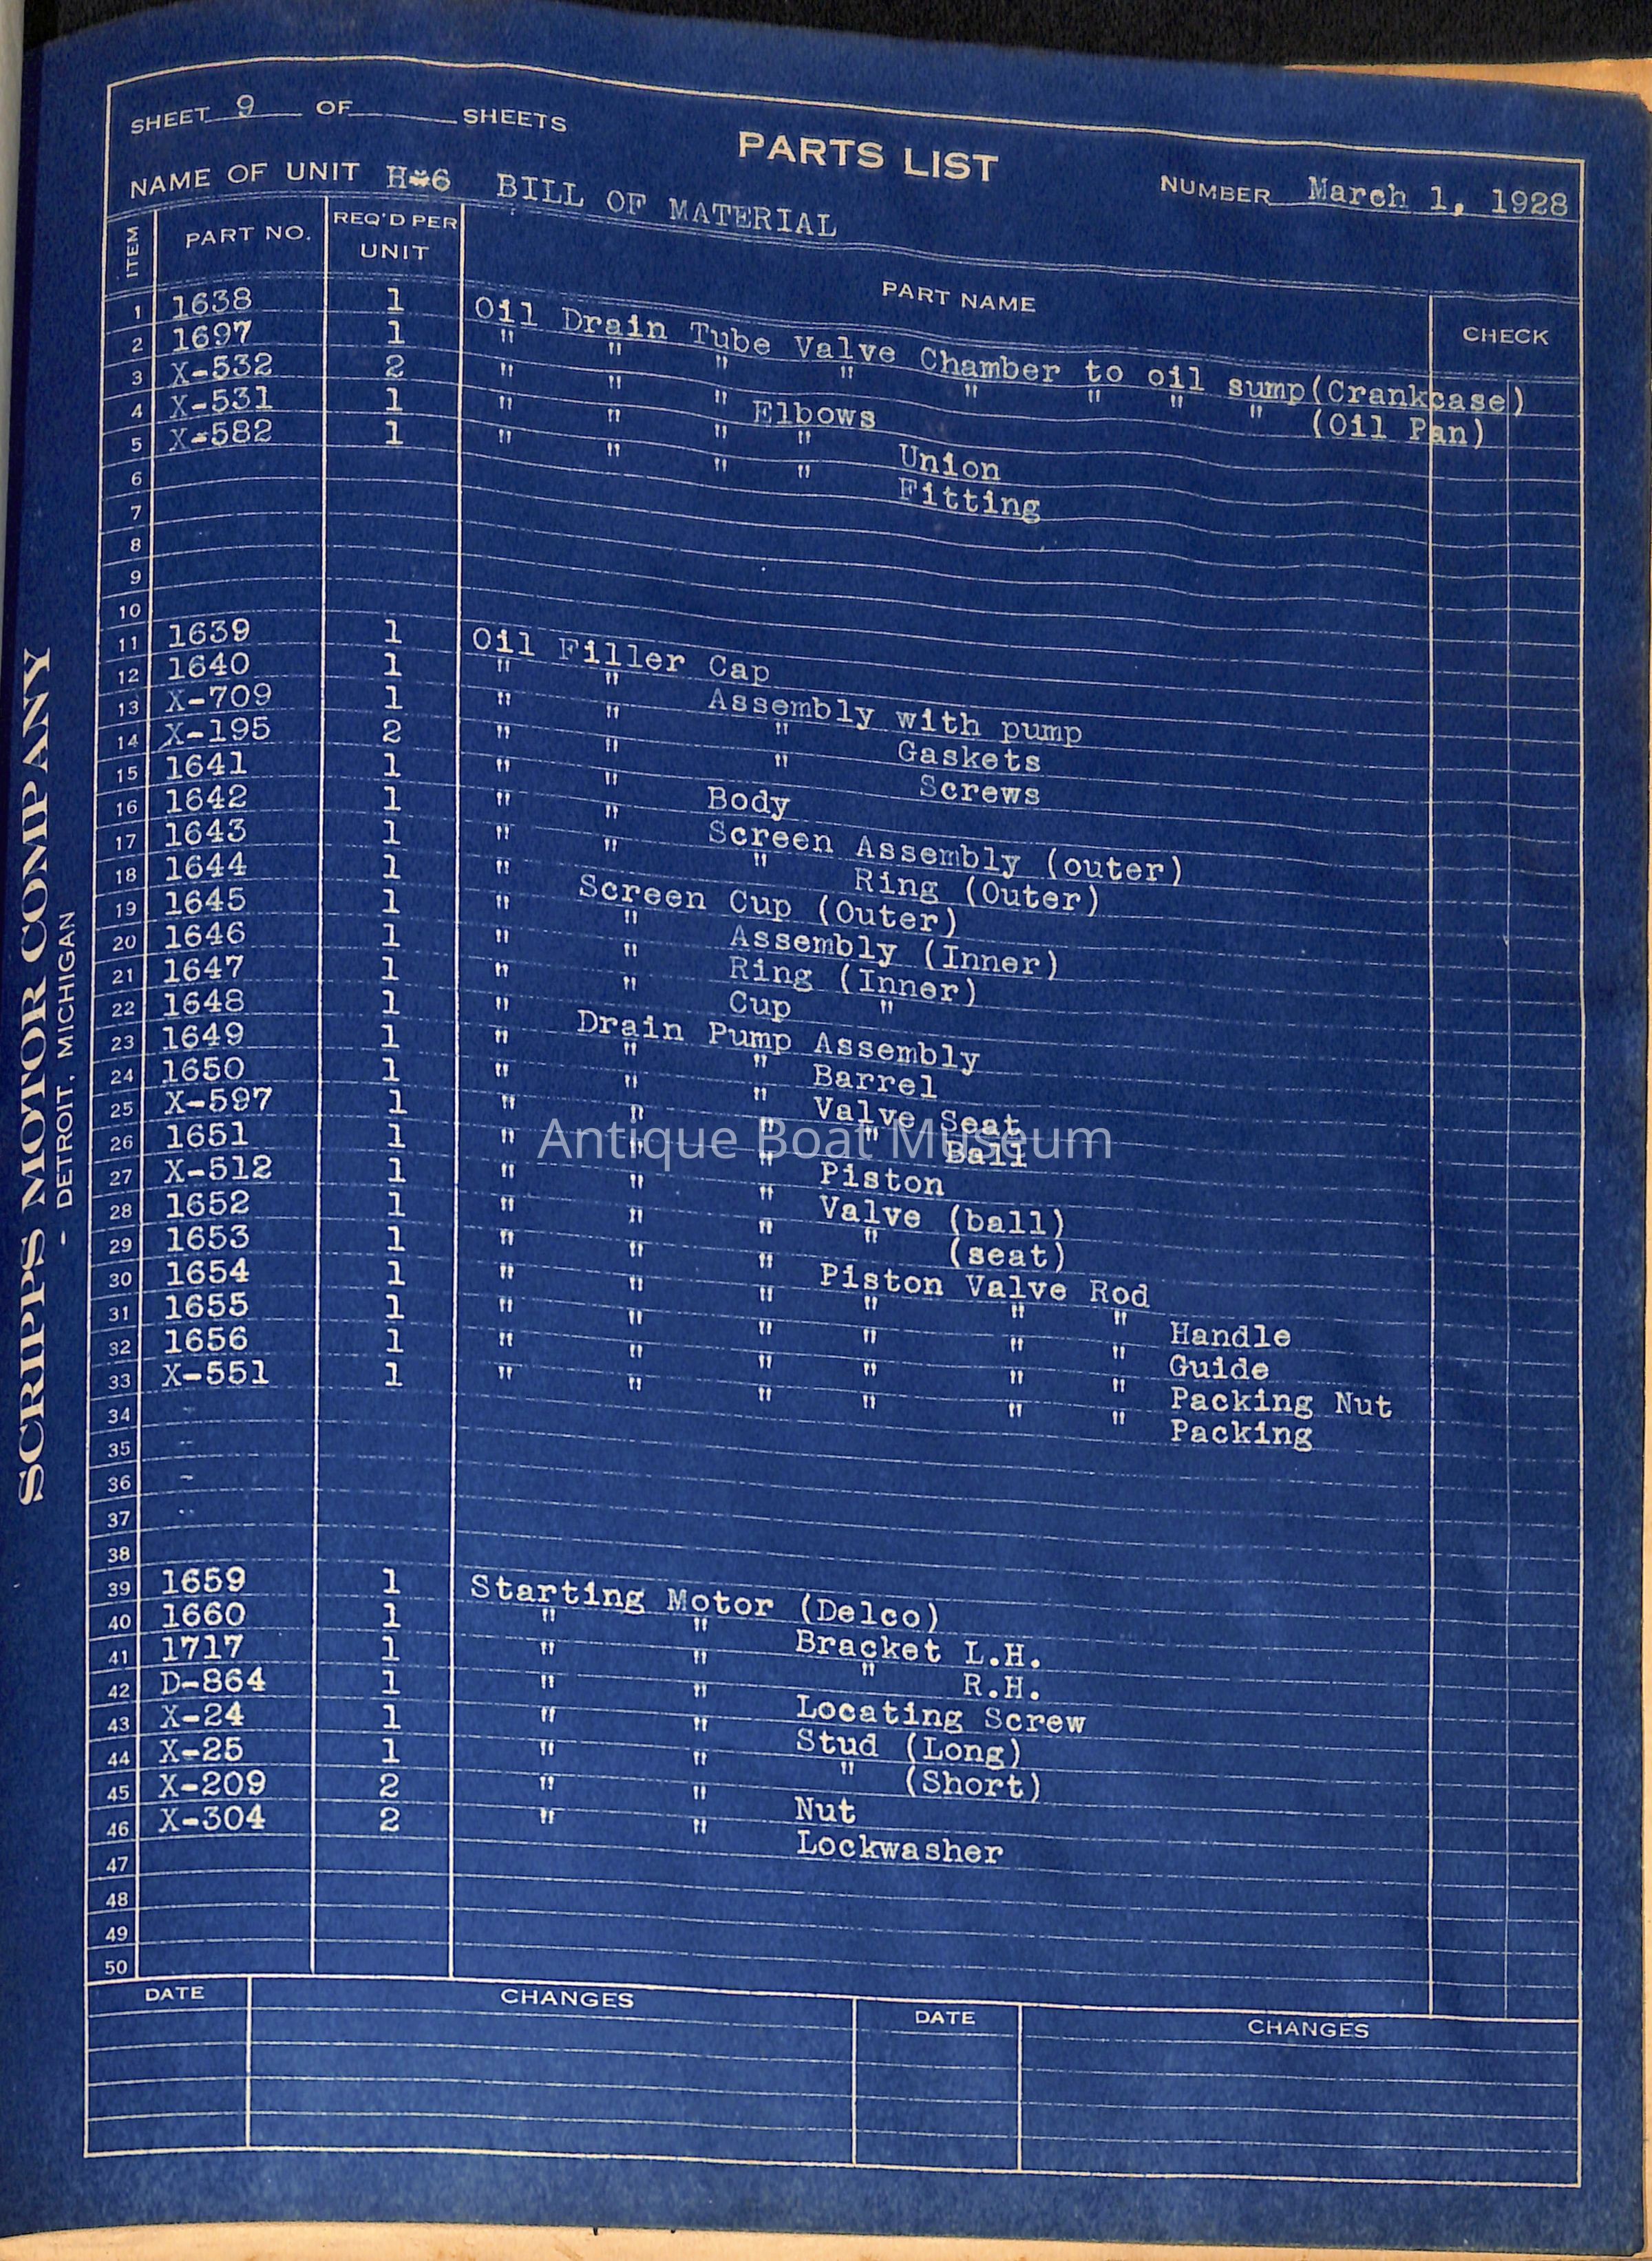 SHEET 9 OF SHEETS
PARTS LIST
NAME OF UNIT H#6 BILL OF MATERIAL NUMBER March 1, 1928
ITEM PART NO. REQ'D PER UNIT PART NAME CHECK
1 1638 1 Oil Drain Tube Valve Chamber to oil sump(Crankcase)
2 1697 1 " " " " " " " " (Oil Pan)
3 X-532 2 " " " Elbows
4 X-531 1 " " " " Union
5 X-582 1 " " " " Fitting
6
7
8
9
10
11 1639 1 Oil Filler Cap
12 1640 1 " " Assembly with pump
13 X-709 1 " " " Gaskets
14 X-195 2 " " " Screws
15 1641 1 " " Body
16 1642 1 " " Screen Assembly (outer)
17 1643 1 " " " Ring (Outer)
18 1644 1 " Screen Cup (Outer)
19 1645 1 " " Assembly (Inner)
20 1646 1 " " Ring (Inner)
21 1647 1 " " Cup "
22 1648 1 " Drain Pump Assembly
23 1649 1 " " " Barrel
24 1650 1 " " " Valve Seat
25 X-597 1 " " " " Ball
26 1651 1 " " " Piston
27 X-512 1 " " " Valve (ball)
28 1652 1 " " " " (seat)
29 1653 1 " " " Piston Valve Rod
30 1654 1 " " " " " " Handle
31 1655 1 " " " " " " Guide
32 1656 1 " " " " " " Packing Nut
33 X-551 1 " " " " " " Packing
34
35
36
37
38
39 1659 1 Starting Motor (Delco)
40 1660 1 " " Bracket L.H.
41 1717 1 " " " R.H.
42 D-864 1 " " Locating Screw
43 X-24 1 " " Stud (Long)
44 X-25 1 " " " (Short)
45 X-209 2 " " Nut
46 X-304 2 " " Lockwasher
47
48
49
50
DATE CHANGES DATE CHANGES
SCRIPPS MOTOR COMPANY
- DETROIT, MICHIGAN
Antique Boat Museum